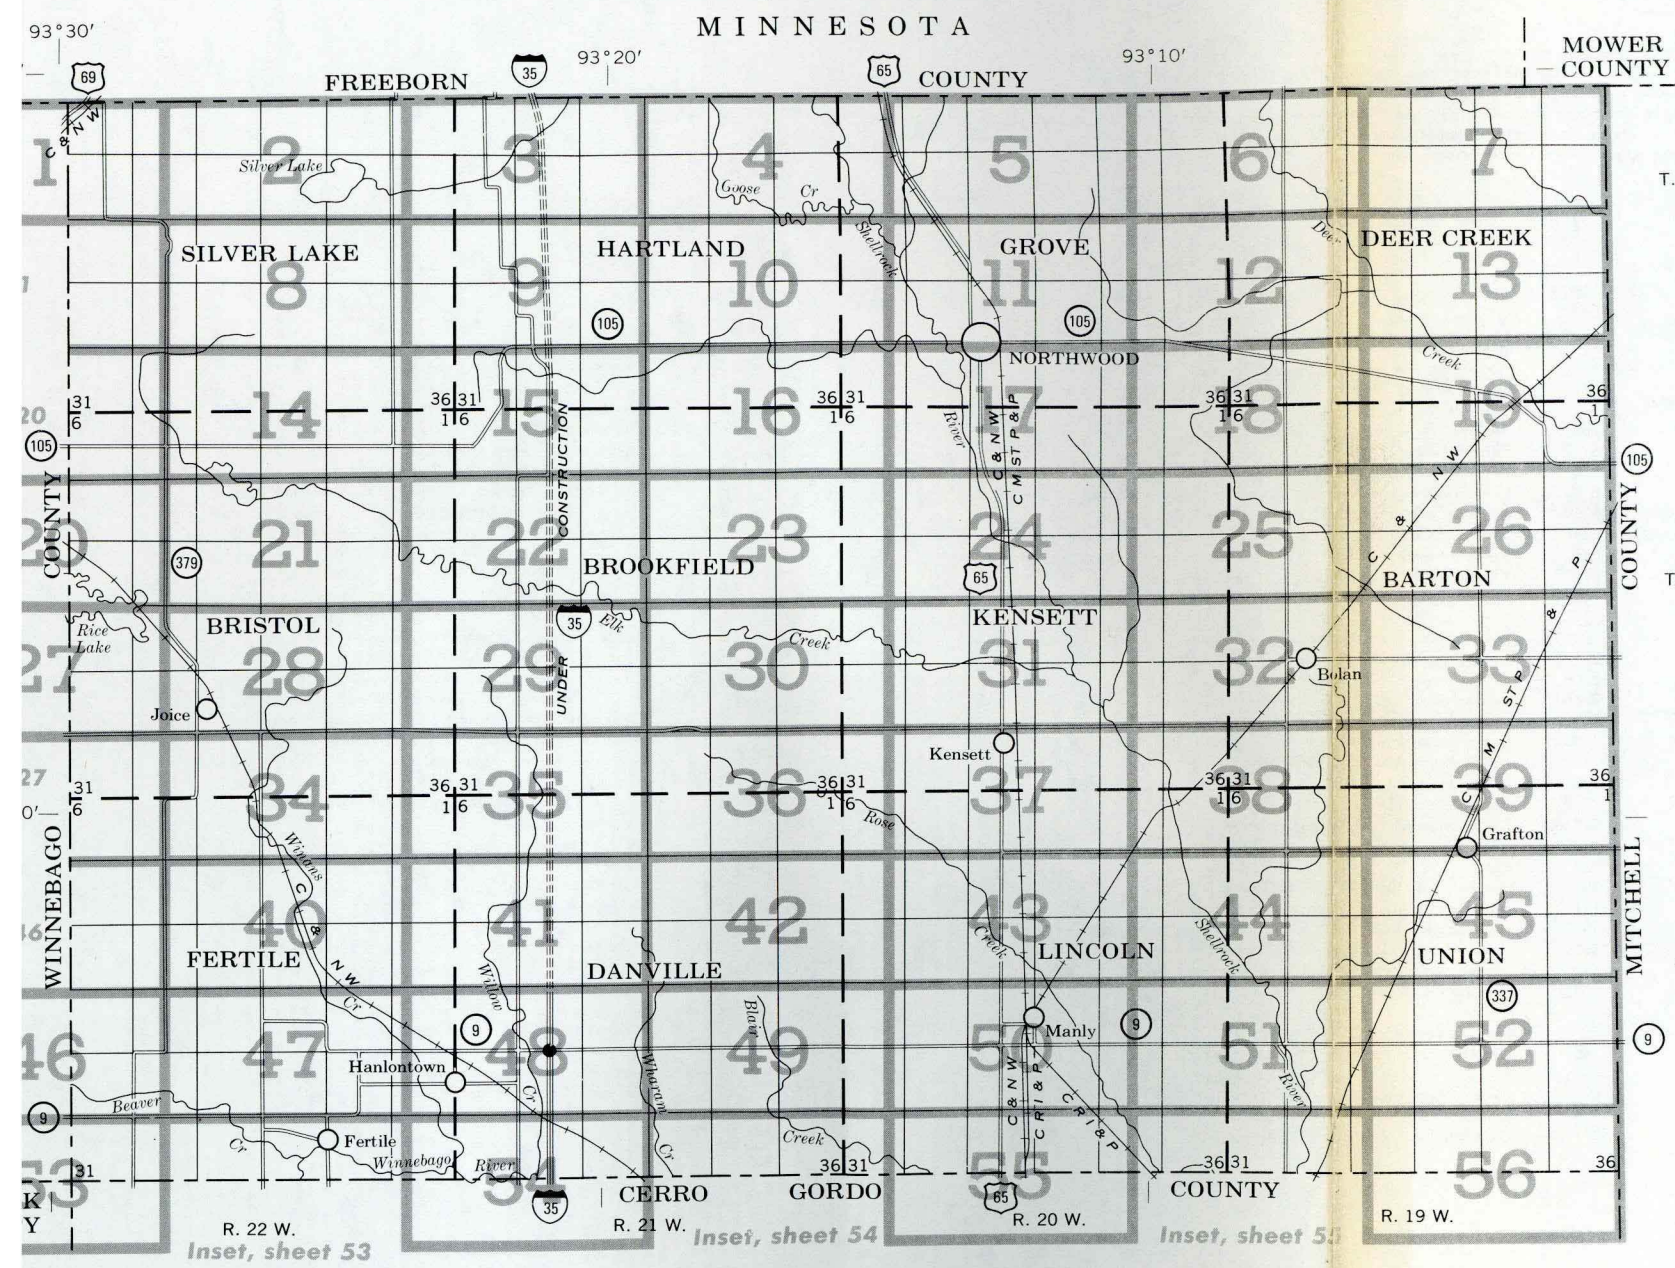 MINNESOTA
93°30′
93°20′
93°10′
MOWER
COUNTY
69
35
65
FREEBORN
COUNTY
C & NW
1
2
3
4
5
6
7
Silver Lake
Goose
Cr
T.
SILVER LAKE
HARTLAND
GROVE
DEER CREEK
Shellrock
8
9
10
11
12
13
105
105
NORTHWOOD
Creek
31
6
36 31
1 6
36 31
1 6
36 31
1 6
36
1
20
14
15
16
17
18
19
105
105
River
C & NW
C M ST P & P
C & NW
CONSTRUCTION
COUNTY
COUNTY
20
21
22
23
24
25
26
379
BROOKFIELD
65
BARTON
T
Rice
Lake
BRISTOL
35
Elk
Creek
KENSETT
27
28
29
30
31
32
33
UNDER
Bolan
C M ST P & P
Joice
Kensett
27
31
6
36 31
1 6
36 31
1 6
36 31
1 6
36
1
34
35
36
37
38
39
0′
Rose
Grafton
Winans
WINNEBAGO
MITCHELL
46
40
41
42
43
44
45
C & NW
Creek
Shellrock
FERTILE
DANVILLE
LINCOLN
UNION
Willow
Cr
Blair
337
9
Manly
9
9
46
47
48
49
50
51
52
Hanlontown
Wharam
C & NW
C R I & P
C R I & P
River
Beaver
Cr
9
Cr
Fertile
Winnebago
River
Creek
Cr
31
36 31
36 31
36
53
54
55
56
K
Y
CERRO
GORDO
COUNTY
35
65
R. 22 W.
R. 21 W.
R. 20 W.
R. 19 W.
Inset, sheet 53
Inset, sheet 54
Inset, sheet 55